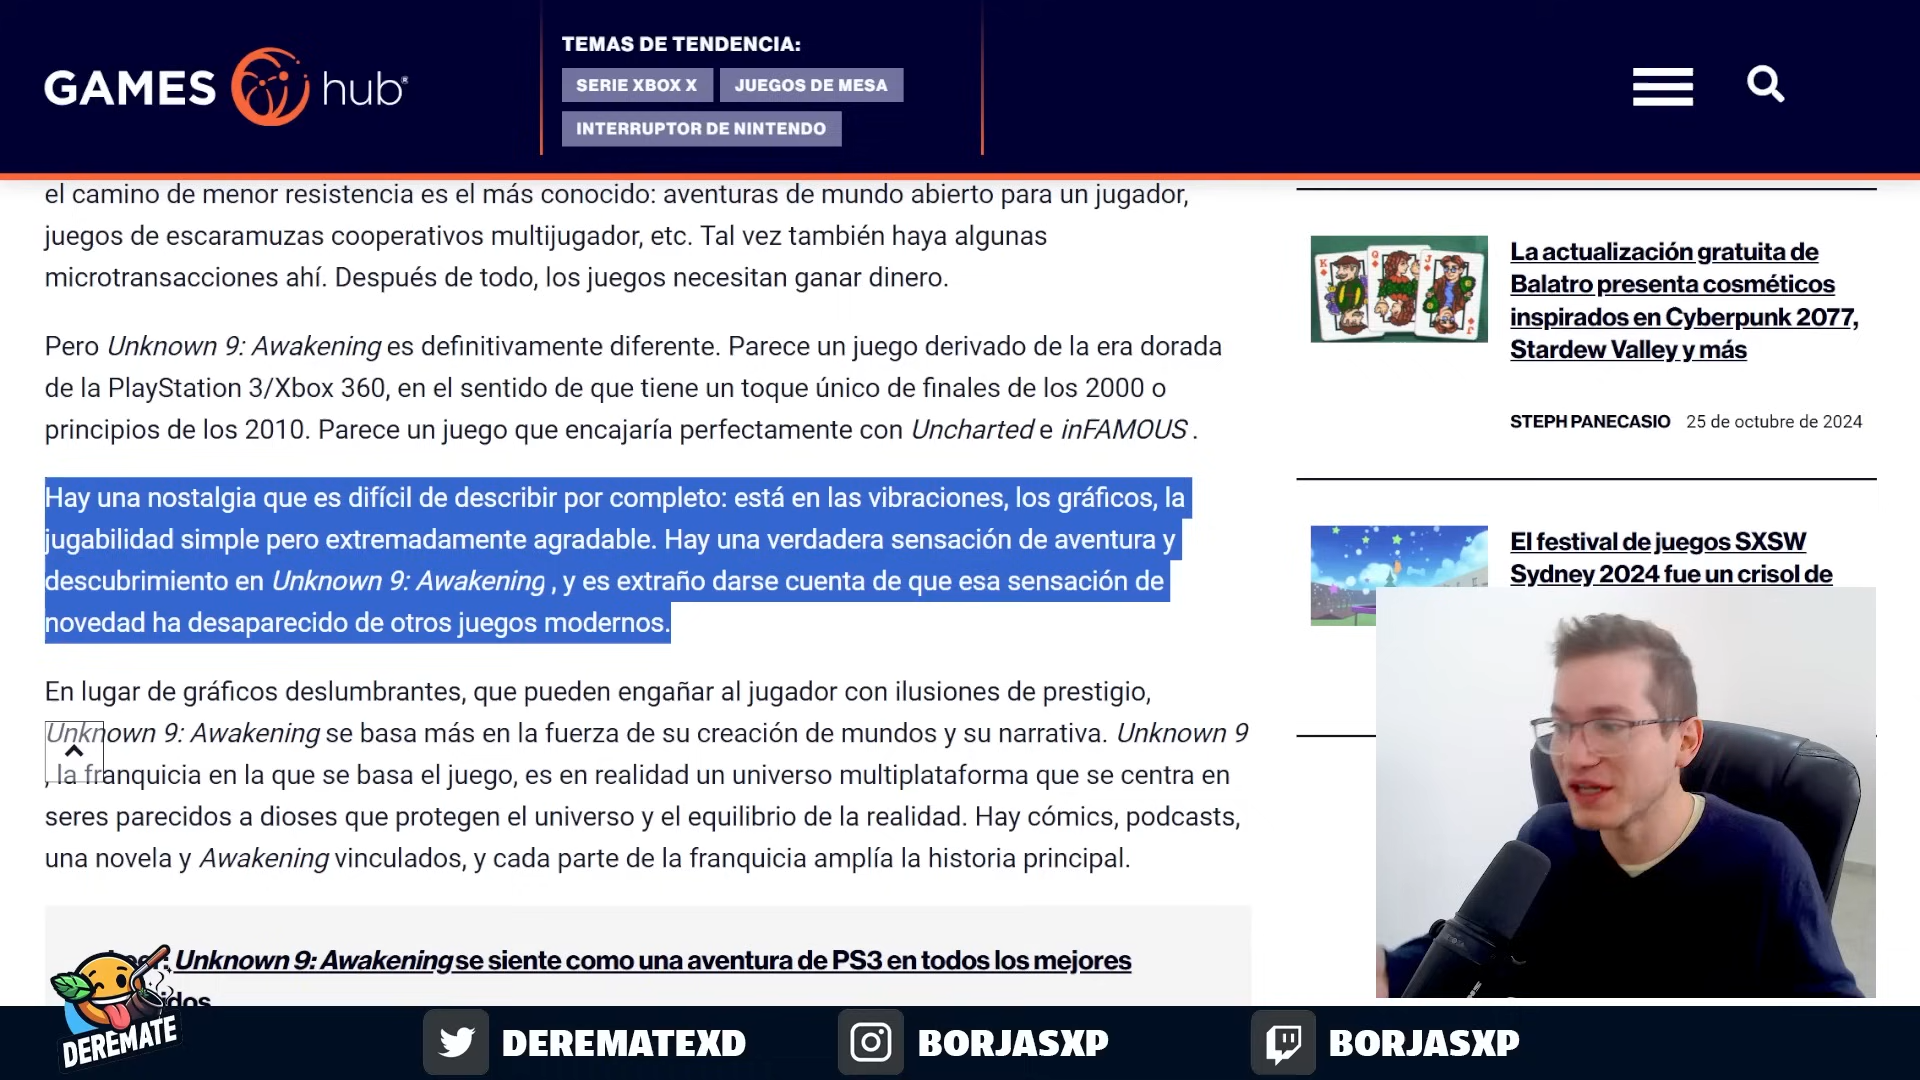 GAMES hub
TEMAS DE TENDENCIA:
SERIE XBOX X
JUEGOS DE MESA
INTERRUPTOR DE NINTENDO
el camino de menor resistencia es el más conocido: aventuras de mundo abierto para un jugador,
juegos de escaramuzas cooperativos multijugador, etc. Tal vez también haya algunas
microtransacciones ahí. Después de todo, los juegos necesitan ganar dinero.
Pero Unknown 9: Awakening es definitivamente diferente. Parece un juego derivado de la era dorada
de la PlayStation 3/Xbox 360, en el sentido de que tiene un toque único de finales de los 2000 o
principios de los 2010. Parece un juego que encajaría perfectamente con Uncharted e inFAMOUS .
Hay una nostalgia que es difícil de describir por completo: está en las vibraciones, los gráficos, la
jugabilidad simple pero extremadamente agradable. Hay una verdadera sensación de aventura y
descubrimiento en Unknown 9: Awakening , y es extraño darse cuenta de que esa sensación de
novedad ha desaparecido de otros juegos modernos.
En lugar de gráficos deslumbrantes, que pueden engañar al jugador con ilusiones de prestigio,
Unknown 9: Awakening se basa más en la fuerza de su creación de mundos y su narrativa. Unknown 9
, la franquicia en la que se basa el juego, es en realidad un universo multiplataforma que se centra en
seres parecidos a dioses que protegen el universo y el equilibrio de la realidad. Hay cómics, podcasts,
una novela y Awakening vinculados, y cada parte de la franquicia amplía la historia principal.
Unknown 9: Awakening se siente como una aventura de PS3 en todos los mejores
La actualización gratuita de
Balatro presenta cosméticos
inspirados en Cyberpunk 2077,
Stardew Valley y más
STEPH PANECASIO 25 de octubre de 2024
El festival de juegos SXSW
Sydney 2024 fue un crisol de
DEREMATE
DEREMATEXD
BORJASXP
BORJASXP